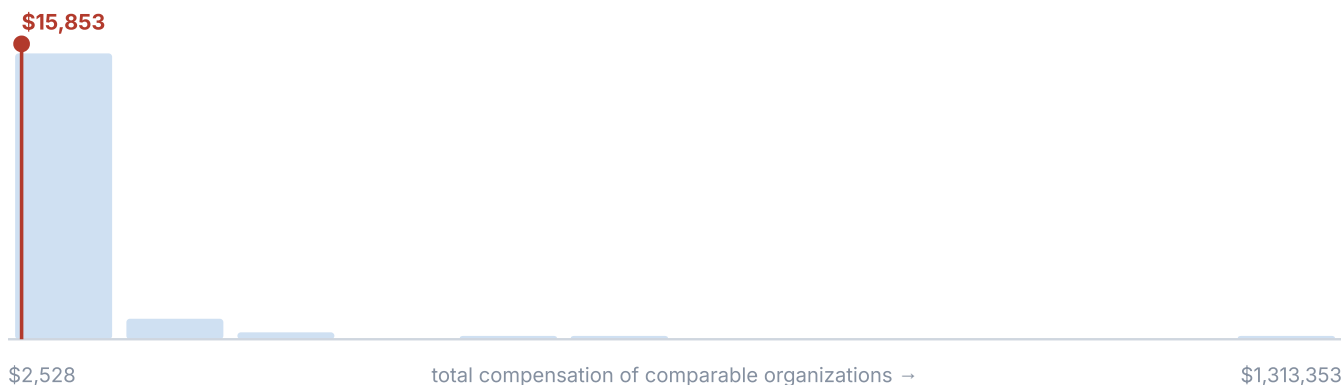 $15,853
$2,528 total compensation of comparable organizations → $1,313,353